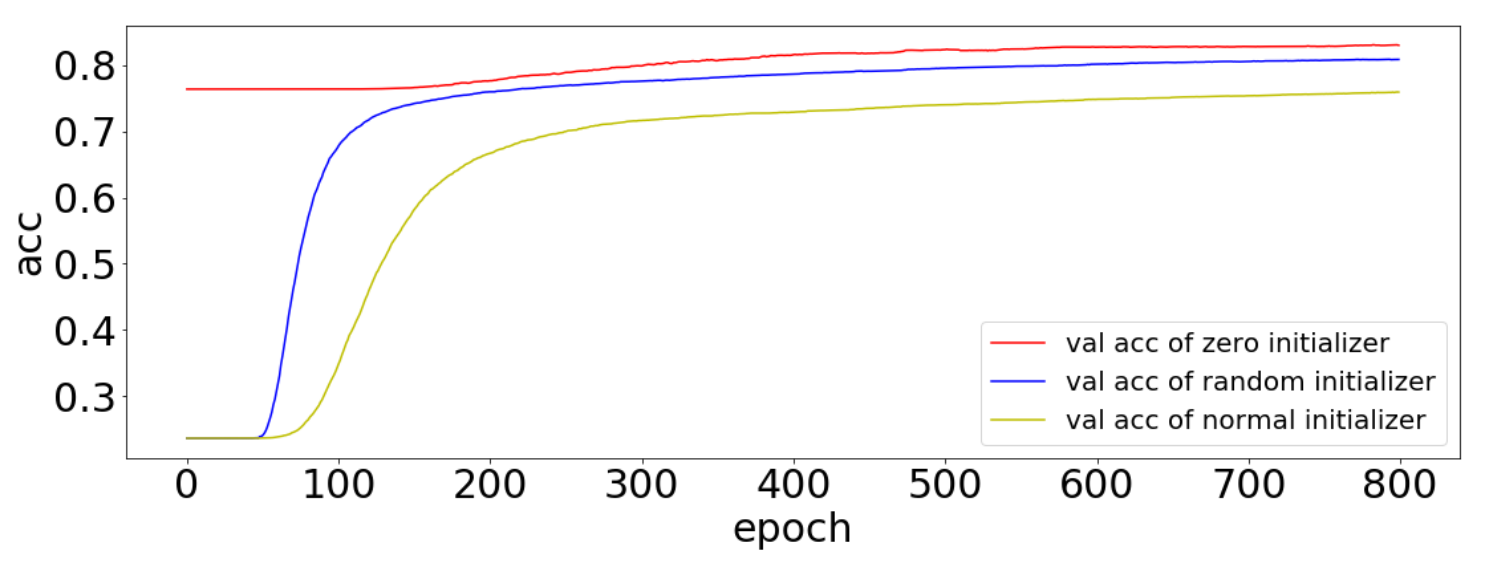 0.8
0.7
0.6
0.5
0.4
0.3
acc
0 100 200 300 400 500 600 700 800
epoch
val acc of zero initializer
val acc of random initializer
val acc of normal initializer